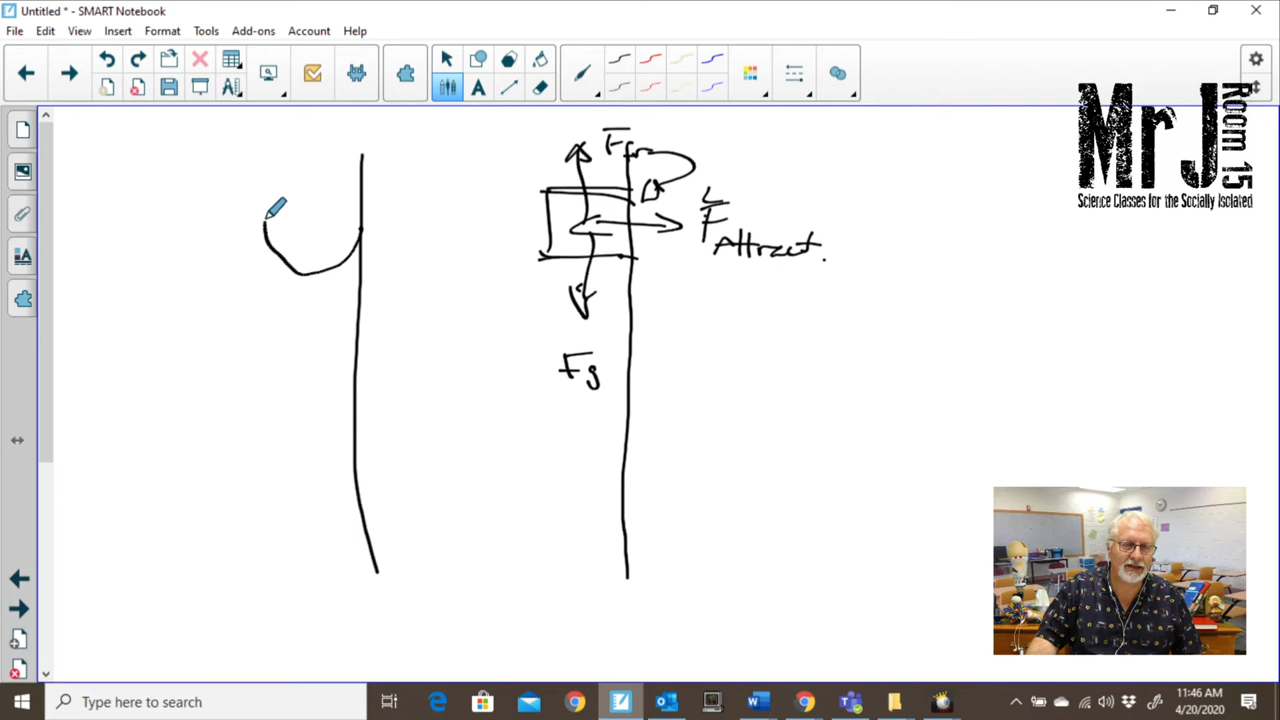 Untitled * - SMART Notebook
File Edit View Insert Format Tools Add-ons Account Help
MrJ
Room 15
Science Classes for the Socially Isolated
Ffr
F
Attract.
Fg
Type here to search
11:46 AM
4/20/2020